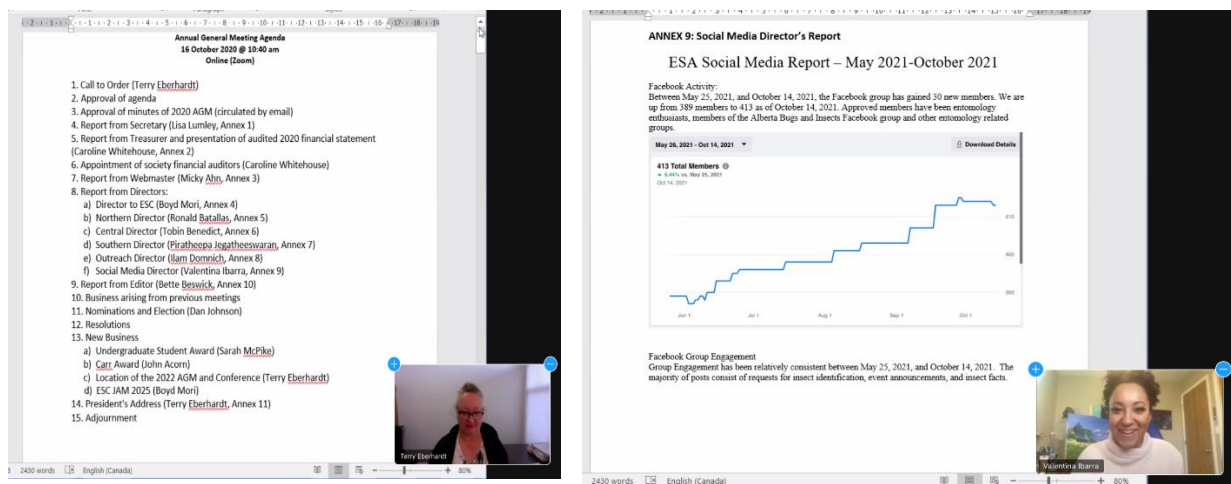 Annual General Meeting Agenda
16 October 2020 @ 10:40 am
Online (Zoom)
1. Call to Order (Terry Eberhardt)
2. Approval of agenda
3. Approval of minutes of 2020 AGM (circulated by email)
4. Report from Secretary (Lisa Lumley, Annex 1)
5. Report from Treasurer and presentation of audited 2020 financial statement
(Caroline Whitehouse, Annex 2)
6. Appointment of society financial auditors (Caroline Whitehouse)
7. Report from Webmaster (Micky Ahn, Annex 3)
8. Report from Directors:
a) Director to ESC (Boyd Mori, Annex 4)
b) Northern Director (Ronald Batallas, Annex 5)
c) Central Director (Tobin Benedict, Annex 6)
d) Southern Director (Piratheepa Jegatheeswaran, Annex 7)
e) Outreach Director (Ilam Domnich, Annex 8)
f) Social Media Director (Valentina Ibarra, Annex 9)
9. Report from Editor (Bette Beswick, Annex 10)
10. Business arising from previous meetings
11. Nominations and Election (Dan Johnson)
12. Resolutions
13. New Business
a) Undergraduate Student Award (Sarah McPike)
b) Carr Award (John Acorn)
c) Location of the 2022 AGM and Conference (Terry Eberhardt)
d) ESC JAM 2025 (Boyd Mori)
14. President's Address (Terry Eberhardt, Annex 11)
15. Adjournment
Terry Eberhardt
2430 words English (Canada) 80%
ANNEX 9: Social Media Director's Report
ESA Social Media Report – May 2021-October 2021
Facebook Activity:
Between May 25, 2021, and October 14, 2021, the Facebook group has gained 30 new members. We are
up from 389 members to 413 as of October 14, 2021. Approved members have been entomology
enthusiasts, members of the Alberta Bugs and Insects Facebook group and other entomology related
groups.
May 26, 2021 - Oct 14, 2021 Download Details
413 Total Members
6.44% vs. May 25, 2021
Oct 14, 2021
410
400
390
Jun 1 Jul 1 Aug 1 Sep 1 Oct 1
Facebook Group Engagement
Group Engagement has been relatively consistent between May 25, 2021, and October 14, 2021. The
majority of posts consist of requests for insect identification, event announcements, and insect facts.
Valentina Ibarra
2430 words English (Canada) 80%